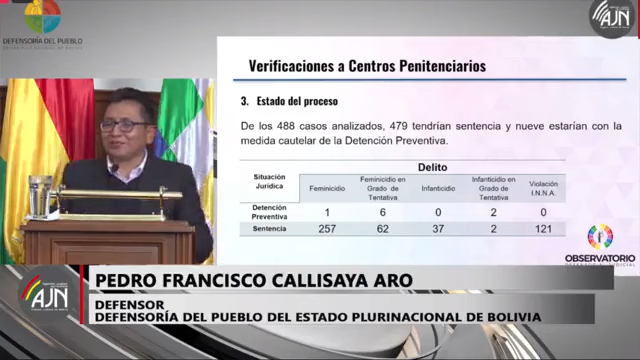 DEFENSORÍA DEL PUEBLO
AJN
Verificaciones a Centros Penitenciarios
3. Estado del proceso
De los 488 casos analizados, 479 tendrían sentencia y nueve estarían con la
medida cautelar de la Detención Preventiva.
Situación Jurídica
Delito
Feminicidio
Feminicidio en Grado de Tentativa
Infanticidio
Infanticidio en Grado de Tentativa
Violación I.N.N.A.
Detención Preventiva 1 6 0 2 0
Sentencia 257 62 37 2 121
OBSERVATORIO
AJN
PEDRO FRANCISCO CALLISAYA ARO
DEFENSOR
DEFENSORÍA DEL PUEBLO DEL ESTADO PLURINACIONAL DE BOLIVIA